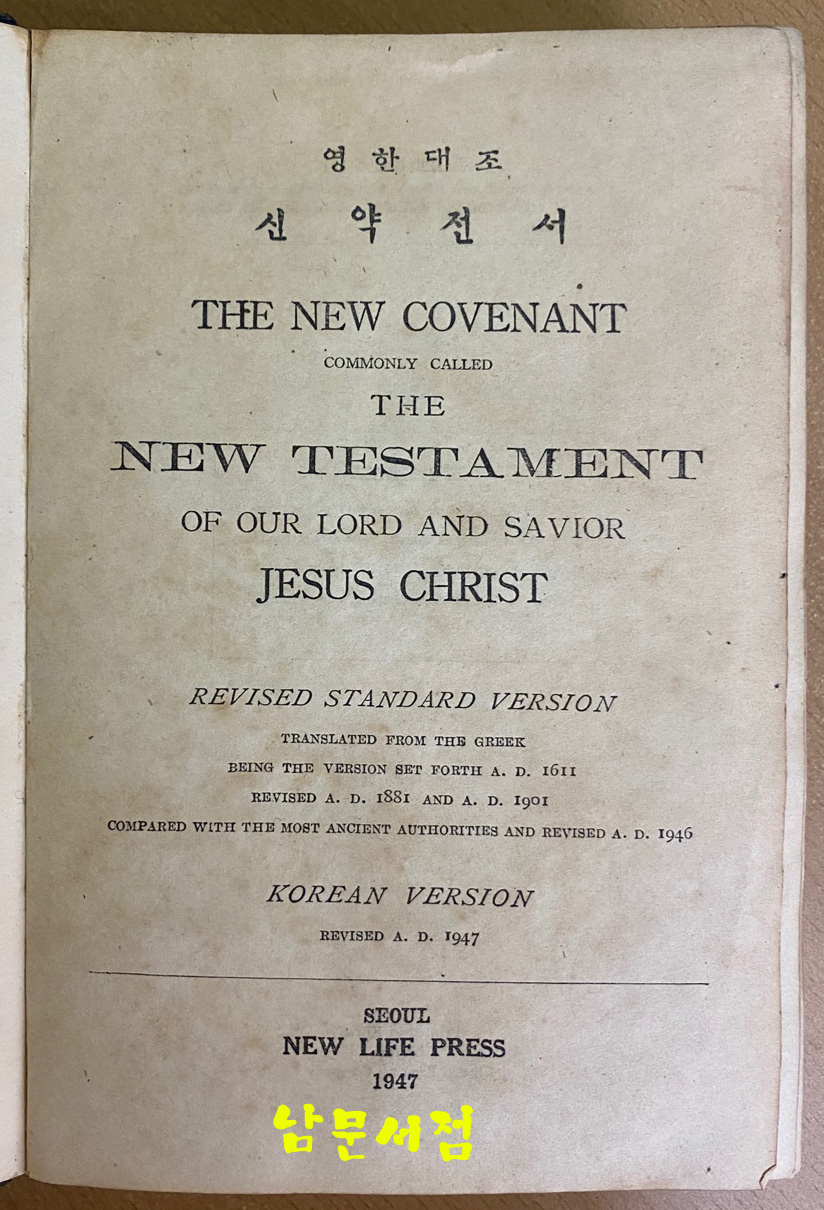 영한대조
신약전서
THE NEW COVENANT
COMMONLY CALLED
THE
NEW TESTAMENT
OF OUR LORD AND SAVIOR
JESUS CHRIST
REVISED STANDARD VERSION
TRANSLATED FROM THE GREEK
BEING THE VERSION SET FORTH A. D. 1611
REVISED A. D. 1881 AND A. D. 1901
COMPARED WITH THE MOST ANCIENT AUTHORITIES AND REVISED A. D. 1946
KOREAN VERSION
REVISED A. D. 1947
SEOUL
NEW LIFE PRESS
1947
남문서점